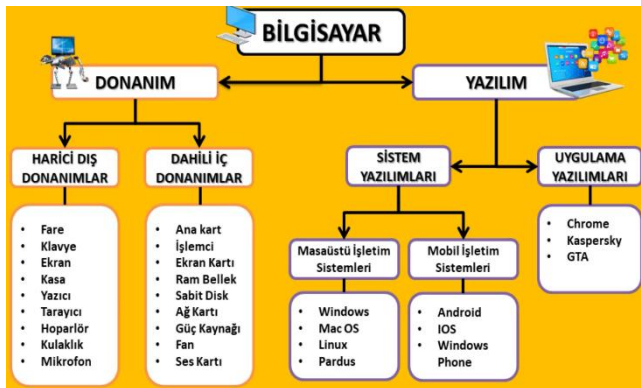 BİLGİSAYAR
DONANIM
YAZILIM
HARİCİ DIŞ
DONANIMLAR
DAHİLİ İÇ
DONANIMLAR
SİSTEM
YAZILIMLARI
UYGULAMA
YAZILIMLARI
• Fare
• Klavye
• Ekran
• Kasa
• Yazıcı
• Tarayıcı
• Hoparlör
• Kulaklık
• Mikrofon
• Ana kart
• İşlemci
• Ekran Kartı
• Ram Bellek
• Sabit Disk
• Ağ Kartı
• Güç Kaynağı
• Fan
• Ses Kartı
Masaüstü İşletim
Sistemleri
Mobil İşletim
Sistemleri
• Windows
• Mac OS
• Linux
• Pardus
• Android
• IOS
• Windows
Phone
• Chrome
• Kaspersky
• GTA